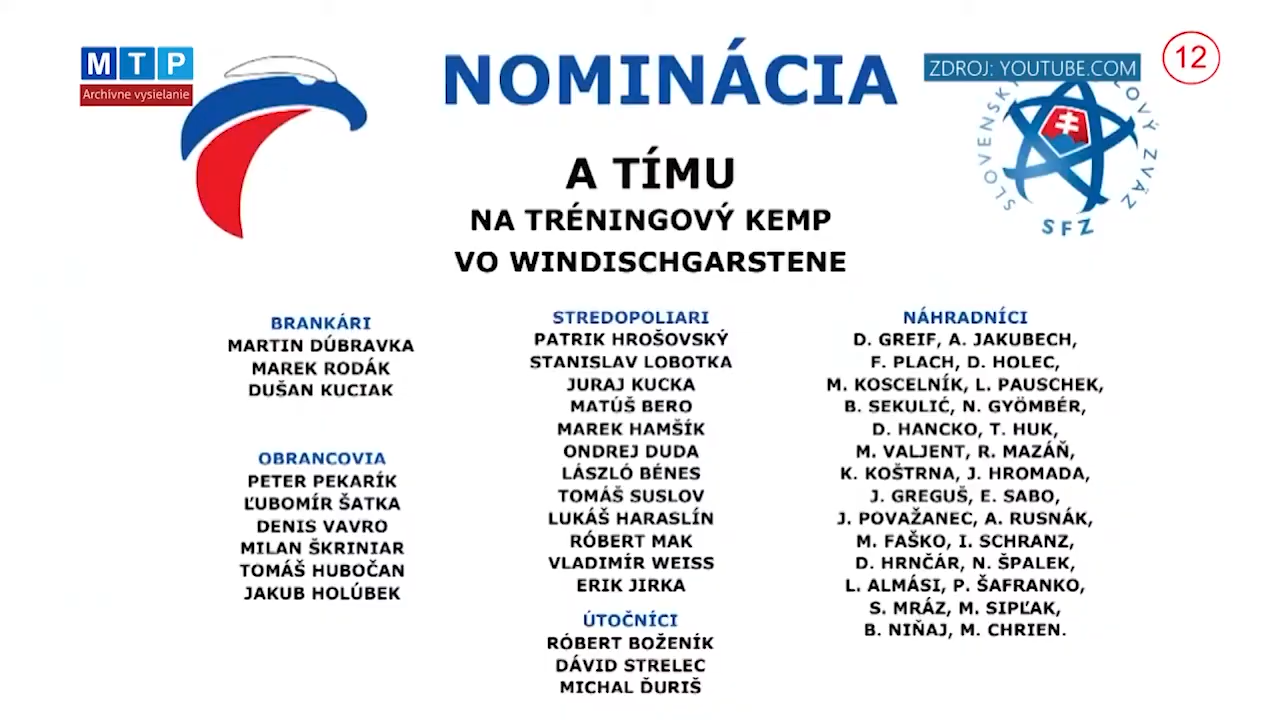 MTP
Archívne vysielanie
NOMINÁCIA
ZDROJ: YOUTUBE.COM
12
SLOVENSKÝ
ZVÄZ
SFZ
A TÍMU
NA TRÉNINGOVÝ KEMP
VO WINDISCHGARSTENE
BRANKÁRI
MARTIN DÚBRAVKA
MAREK RODÁK
DUŠAN KUCIAK
OBRANCOVIA
PETER PEKARÍK
ĽUBOMÍR ŠATKA
DENIS VAVRO
MILAN ŠKRINIAR
TOMÁŠ HUBOČAN
JAKUB HOLÚBEK
STREDOPOLIARI
PATRIK HROŠOVSKÝ
STANISLAV LOBOTKA
JURAJ KUCKA
MATÚŠ BERO
MAREK HAMŠÍK
ONDREJ DUDA
LÁSZLÓ BÉNES
TOMÁŠ SUSLOV
LUKÁŠ HARASLÍN
RÓBERT MAK
VLADIMÍR WEISS
ERIK JIRKA
ÚTOČNÍCI
RÓBERT BOŽENÍK
DÁVID STRELEC
MICHAL ĎURIŠ
NÁHRADNÍCI
D. GREIF, A. JAKUBECH,
F. PLACH, D. HOLEC,
M. KOSCELNÍK, L. PAUSCHEK,
B. SEKULIĆ, N. GYÖMBÉR,
D. HANCKO, T. HUK,
M. VALJENT, R. MAZÁŇ,
K. KOŠTRNA, J. HROMADA,
J. GREGUŠ, E. SABO,
J. POVAŽANEC, A. RUSNÁK,
M. FAŠKO, I. SCHRANZ,
D. HRNČÁR, N. ŠPALEK,
L. ALMÁSI, P. ŠAFRANKO,
S. MRÁZ, M. SIPĽAK,
B. NIŇAJ, M. CHRIEN.